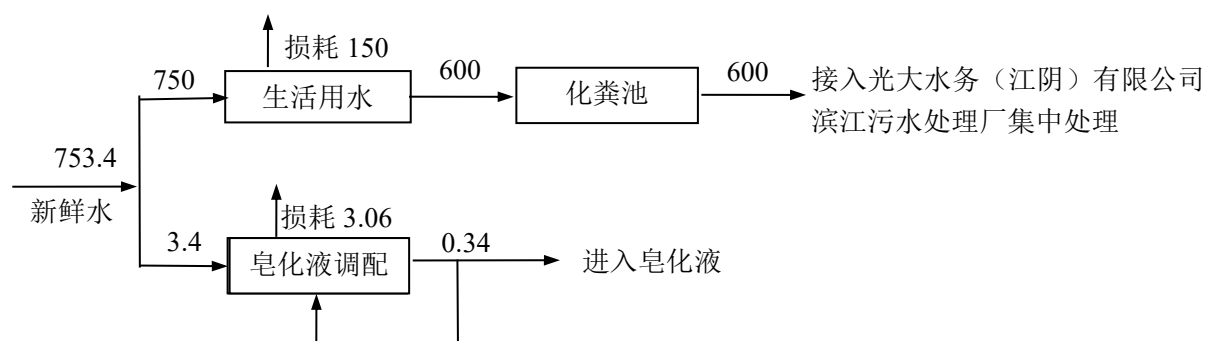 损耗 150
750
生活用水
600
化粪池
600
接入光大水务（江阴）有限公司
滨江污水处理厂集中处理
753.4
新鲜水
损耗 3.06
3.4
皂化液调配
0.34
进入皂化液